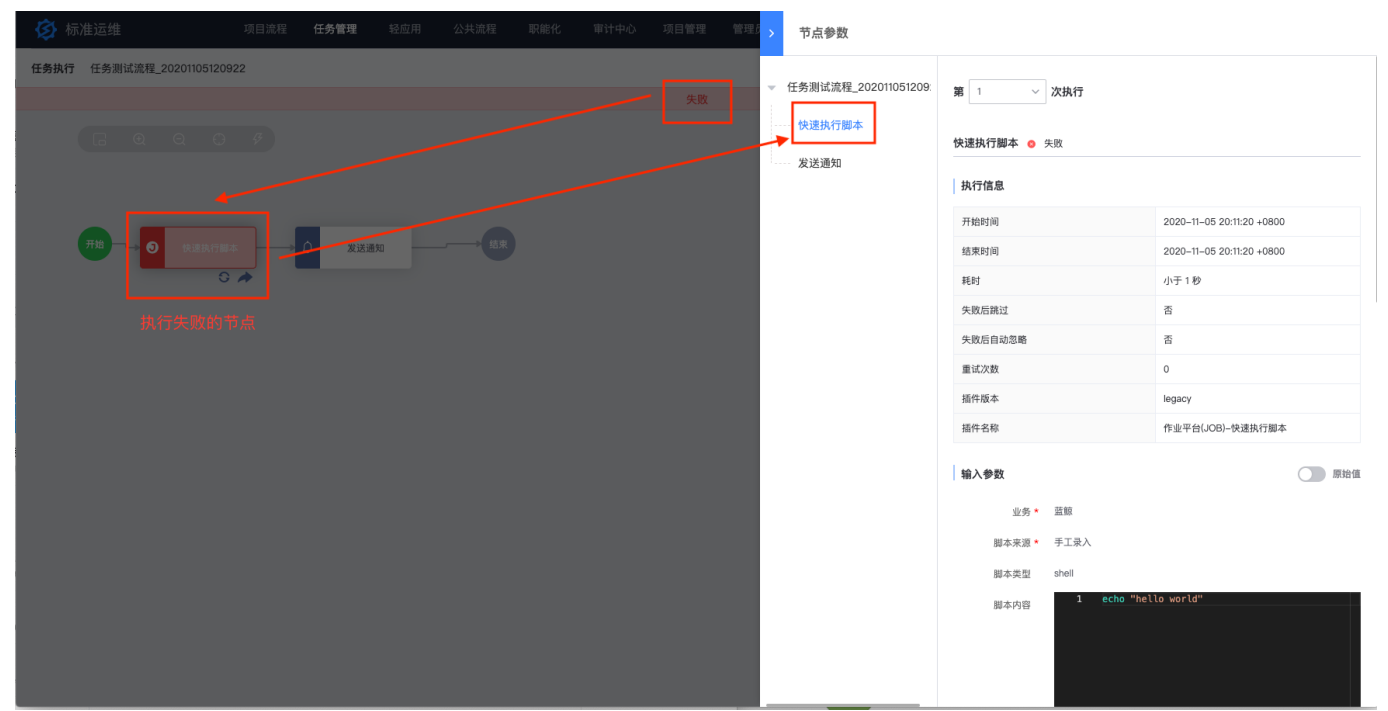 标准运维
项目流程 任务管理 轻应用 公共流程 职能化 审计中心 项目管理
任务执行 任务测试流程_20201105120922
失败
开始
快速执行脚本
发送通知
结束
执行失败的节点
节点参数
任务测试流程_202011051209
快速执行脚本
发送通知
第 1 次执行
快速执行脚本 失败
执行信息
开始时间 2020-11-05 20:11:20 +0800
结束时间 2020-11-05 20:11:20 +0800
耗时 小于 1 秒
失败后跳过 否
失败后自动忽略 否
重试次数 0
插件版本 legacy
插件名称 作业平台(JOB)-快速执行脚本
输入参数 原始值
业务 * 蓝鲸
脚本来源 * 手工录入
脚本类型 shell
脚本内容 1 echo "hello world"